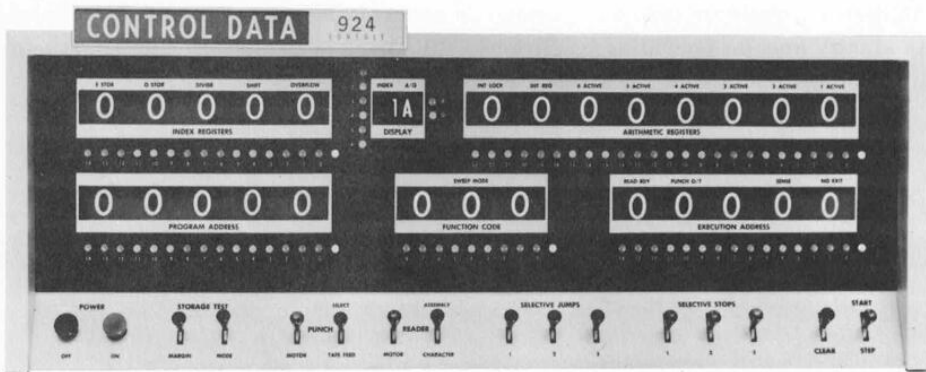 CONTROL DATA 924
CONSOLE
E STOP O STOP DIVIDE SHIFT OVERFLOW
0 0 0 0 0
INDEX REGISTERS
INDEX A/Q
1A
DISPLAY
INT LOCK INT REQ 6 ACTIVE 5 ACTIVE 4 ACTIVE 3 ACTIVE 2 ACTIVE 1 ACTIVE
0 0 0 0 0 0 0 0
ARITHMETIC REGISTERS
0 0 0 0 0
PROGRAM ADDRESS
SWEEP MODE
0 0 0
FUNCTION CODE
READ RDY PUNCH O/T SENSE NO EXIT
0 0 0 0 0
EXECUTION ADDRESS
POWER
OFF ON
STORAGE TEST
MARGIN MODE
SELECT
PUNCH
MOTOR TAPE FEED
ASSEMBLY
READER
MOTOR CHARACTER
SELECTIVE JUMPS
1 2 3
SELECTIVE STOPS
1 2 3
START
CLEAR STEP